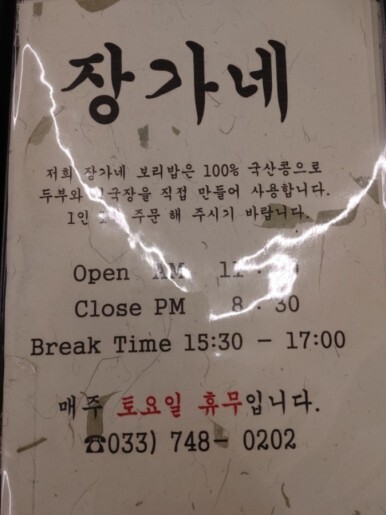 장가네
저희 장가네 보리밥은 100% 국산콩으로
두부와 직접 만들어 사용합니다.
1인 주문 해 주시기 바랍니다.
Open AM 11 :
Close PM 8 : 30
Break Time 15:30 - 17:00
매주 토요일 휴무입니다.
☎033) 748- 0202